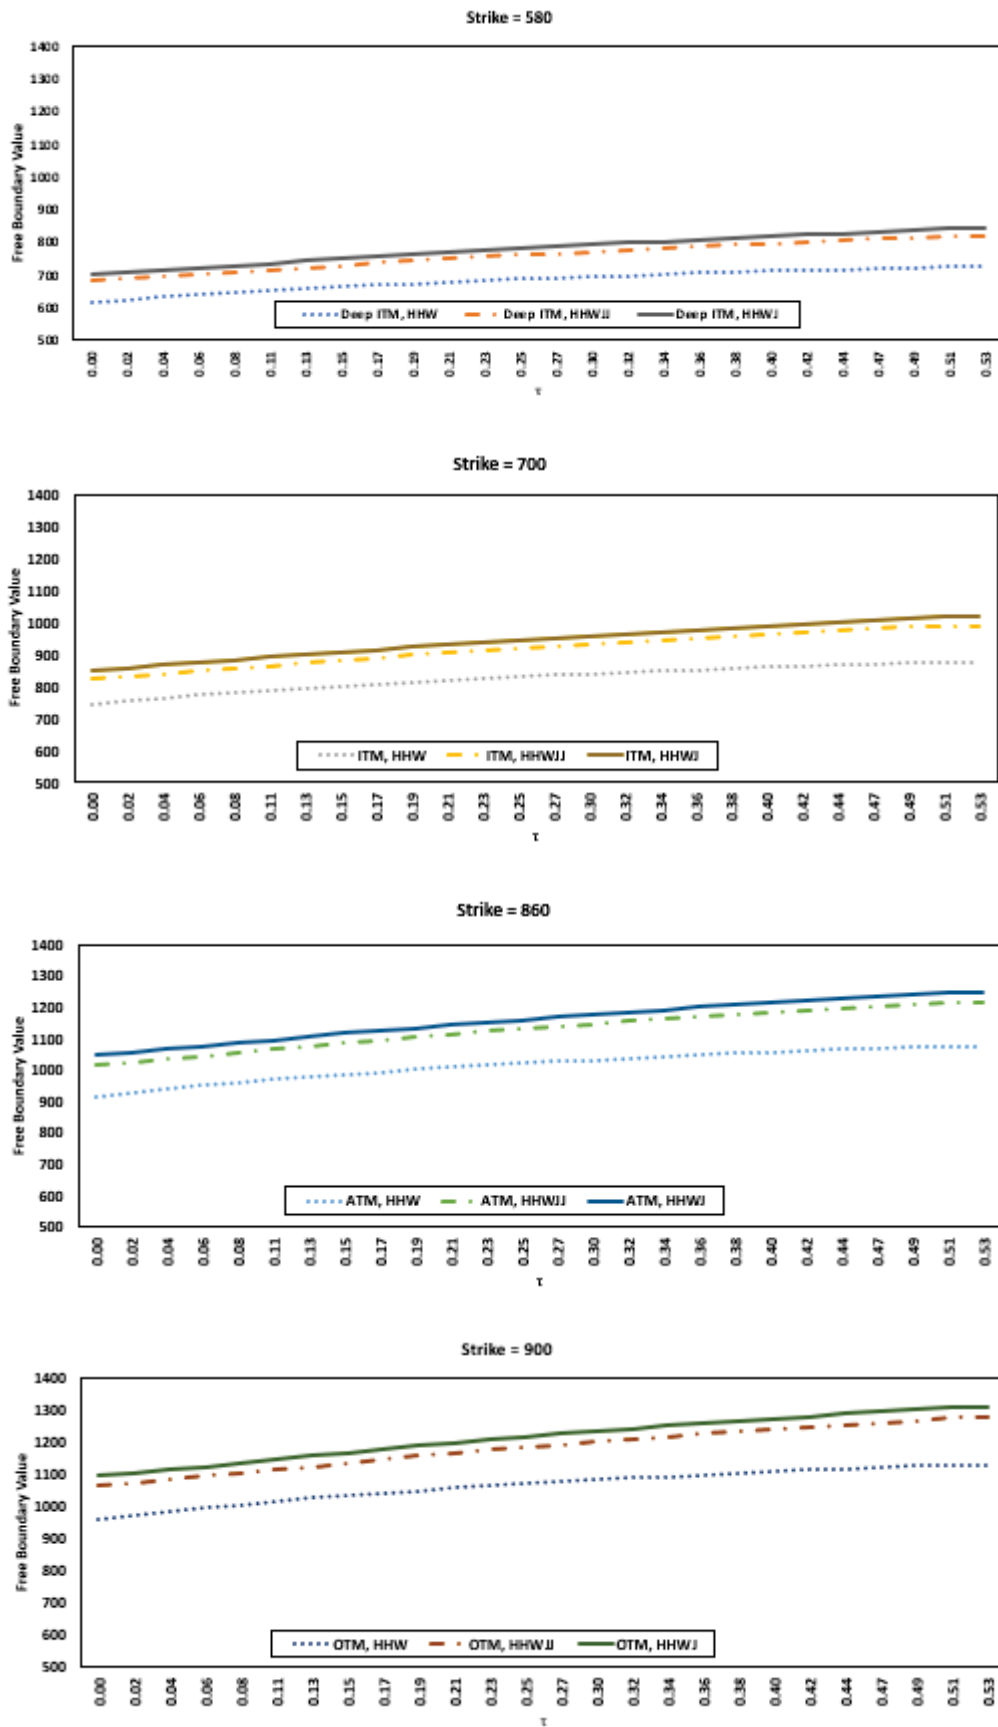 Strike = 580
Free Boundary Value
1400
1300
1200
1100
1000
900
800
700
600
500
Deep ITM, HHW Deep ITM, HHWJJ Deep ITM, HHWJ
0.00 0.02 0.04 0.06 0.08 0.11 0.13 0.15 0.17 0.19 0.21 0.23 0.25 0.27 0.30 0.32 0.34 0.36 0.38 0.40 0.42 0.44 0.47 0.49 0.51 0.53
τ
Strike = 700
Free Boundary Value
1400
1300
1200
1100
1000
900
800
700
600
500
ITM, HHW ITM, HHWJJ ITM, HHWJ
0.00 0.02 0.04 0.06 0.08 0.11 0.13 0.15 0.17 0.19 0.21 0.23 0.25 0.27 0.30 0.32 0.34 0.36 0.38 0.40 0.42 0.44 0.47 0.49 0.51 0.53
τ
Strike = 860
Free Boundary Value
1400
1300
1200
1100
1000
900
800
700
600
500
ATM, HHW ATM, HHWJJ ATM, HHWJ
0.00 0.02 0.04 0.06 0.08 0.11 0.13 0.15 0.17 0.19 0.21 0.23 0.25 0.27 0.30 0.32 0.34 0.36 0.38 0.40 0.42 0.44 0.47 0.49 0.51 0.53
τ
Strike = 900
Free Boundary Value
1400
1300
1200
1100
1000
900
800
700
600
500
OTM, HHW OTM, HHWJJ OTM, HHWJ
0.00 0.02 0.04 0.06 0.08 0.11 0.13 0.15 0.17 0.19 0.21 0.23 0.25 0.27 0.30 0.32 0.34 0.36 0.38 0.40 0.42 0.44 0.47 0.49 0.51 0.53
τ